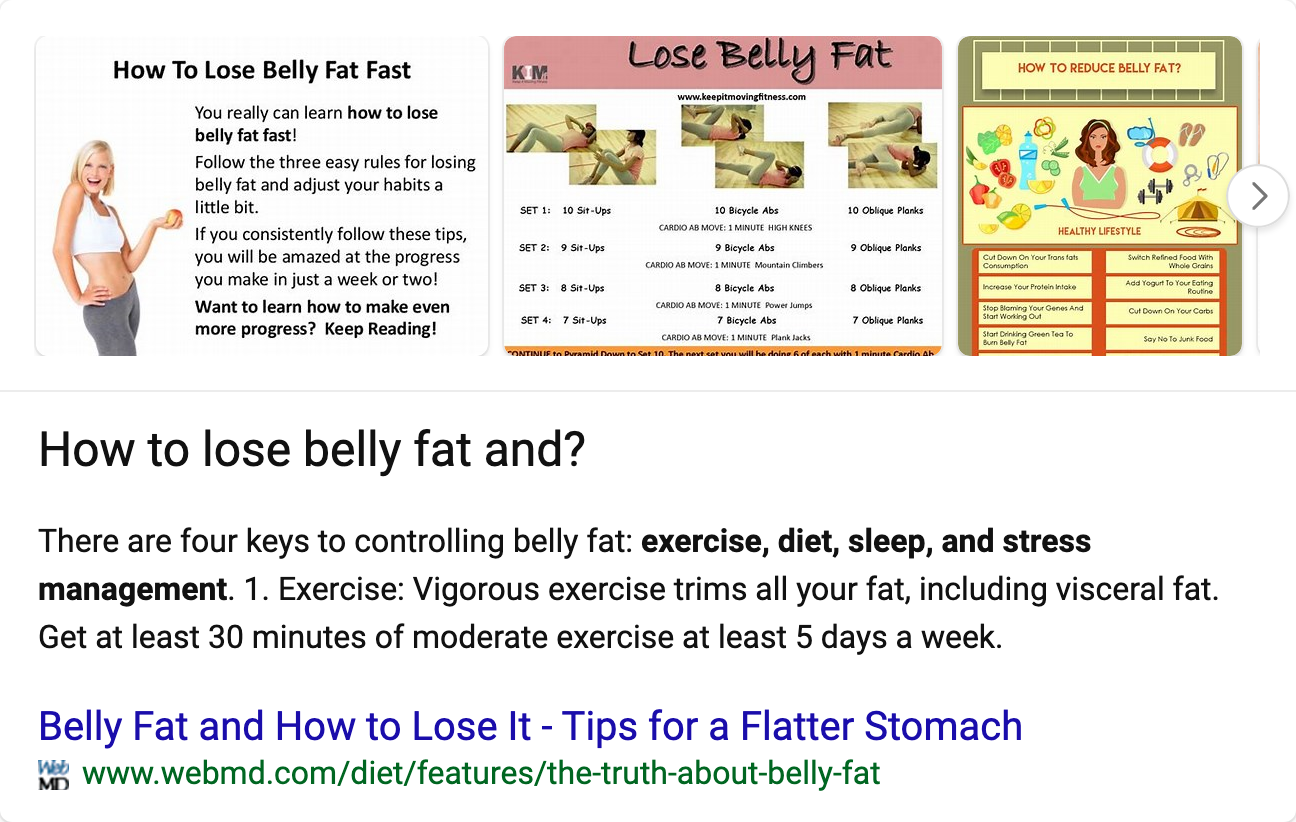 How To Lose Belly Fat Fast
You really can learn how to lose
belly fat fast!
Follow the three easy rules for losing
belly fat and adjust your habits a
little bit.
If you consistently follow these tips,
you will be amazed at the progress
you make in just a week or two!
Want to learn how to make even
more progress? Keep Reading!
Lose Belly Fat
KIM
www.keepitmovingfitness.com
SET 1: 10 Sit-Ups 10 Bicycle Abs 10 Oblique Planks
CARDIO AB MOVE: 1 MINUTE HIGH KNEES
SET 2: 9 Sit-Ups 9 Bicycle Abs 9 Oblique Planks
CARDIO AB MOVE: 1 MINUTE Mountain Climbers
SET 3: 8 Sit-Ups 8 Bicycle Abs 8 Oblique Planks
CARDIO AB MOVE: 1 MINUTE Power Jumps
SET 4: 7 Sit-Ups 7 Bicycle Abs 7 Oblique Planks
CARDIO AB MOVE: 1 MINUTE Plank Jacks
CONTINUE to Pyramid Down to Set 10. The next set you will be doing 6 of each with 1 minute Cardio Ab
HOW TO REDUCE BELLY FAT?
HEALTHY LIFESTYLE
Cut Down On Your Trans fats
Consumption
Switch Refined Food With
Whole Grains
Increase Your Protein Intake
Add Yogurt To Your Eating
Routine
Stop Blaming Your Genes And
Start Working Out
Cut Down On Your Carbs
Start Drinking Green Tea To
Burn Belly Fat
Say No To Junk Food
How to lose belly fat and?
There are four keys to controlling belly fat: exercise, diet, sleep, and stress
management. 1. Exercise: Vigorous exercise trims all your fat, including visceral fat.
Get at least 30 minutes of moderate exercise at least 5 days a week.
Belly Fat and How to Lose It - Tips for a Flatter Stomach
Web
MD
www.webmd.com/diet/features/the-truth-about-belly-fat